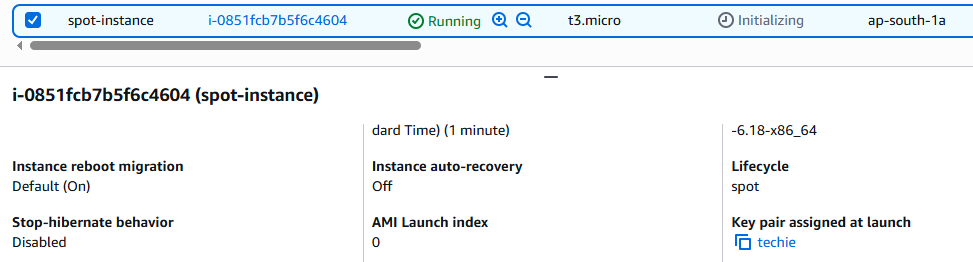 spot-instance i-0851fcb7b5f6c4604 Running t3.micro Initializing ap-south-1a
i-0851fcb7b5f6c4604 (spot-instance)
dard Time) (1 minute) -6.18-x86_64
Instance reboot migration Instance auto-recovery Lifecycle
Default (On) Off spot
Stop-hibernate behavior AMI Launch index Key pair assigned at launch
Disabled 0 techie